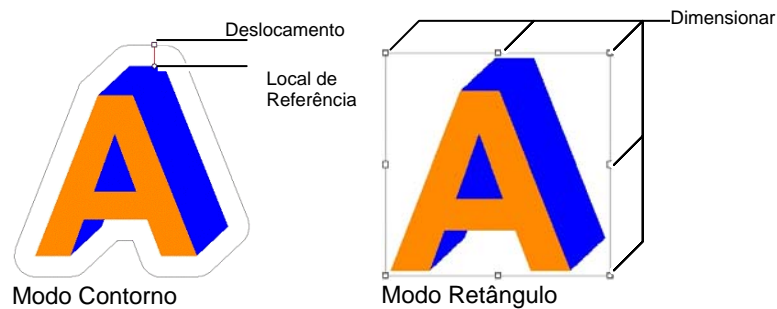 Deslocamento
Local de
Referência
Modo Contorno
Dimensionar
Modo Retângulo